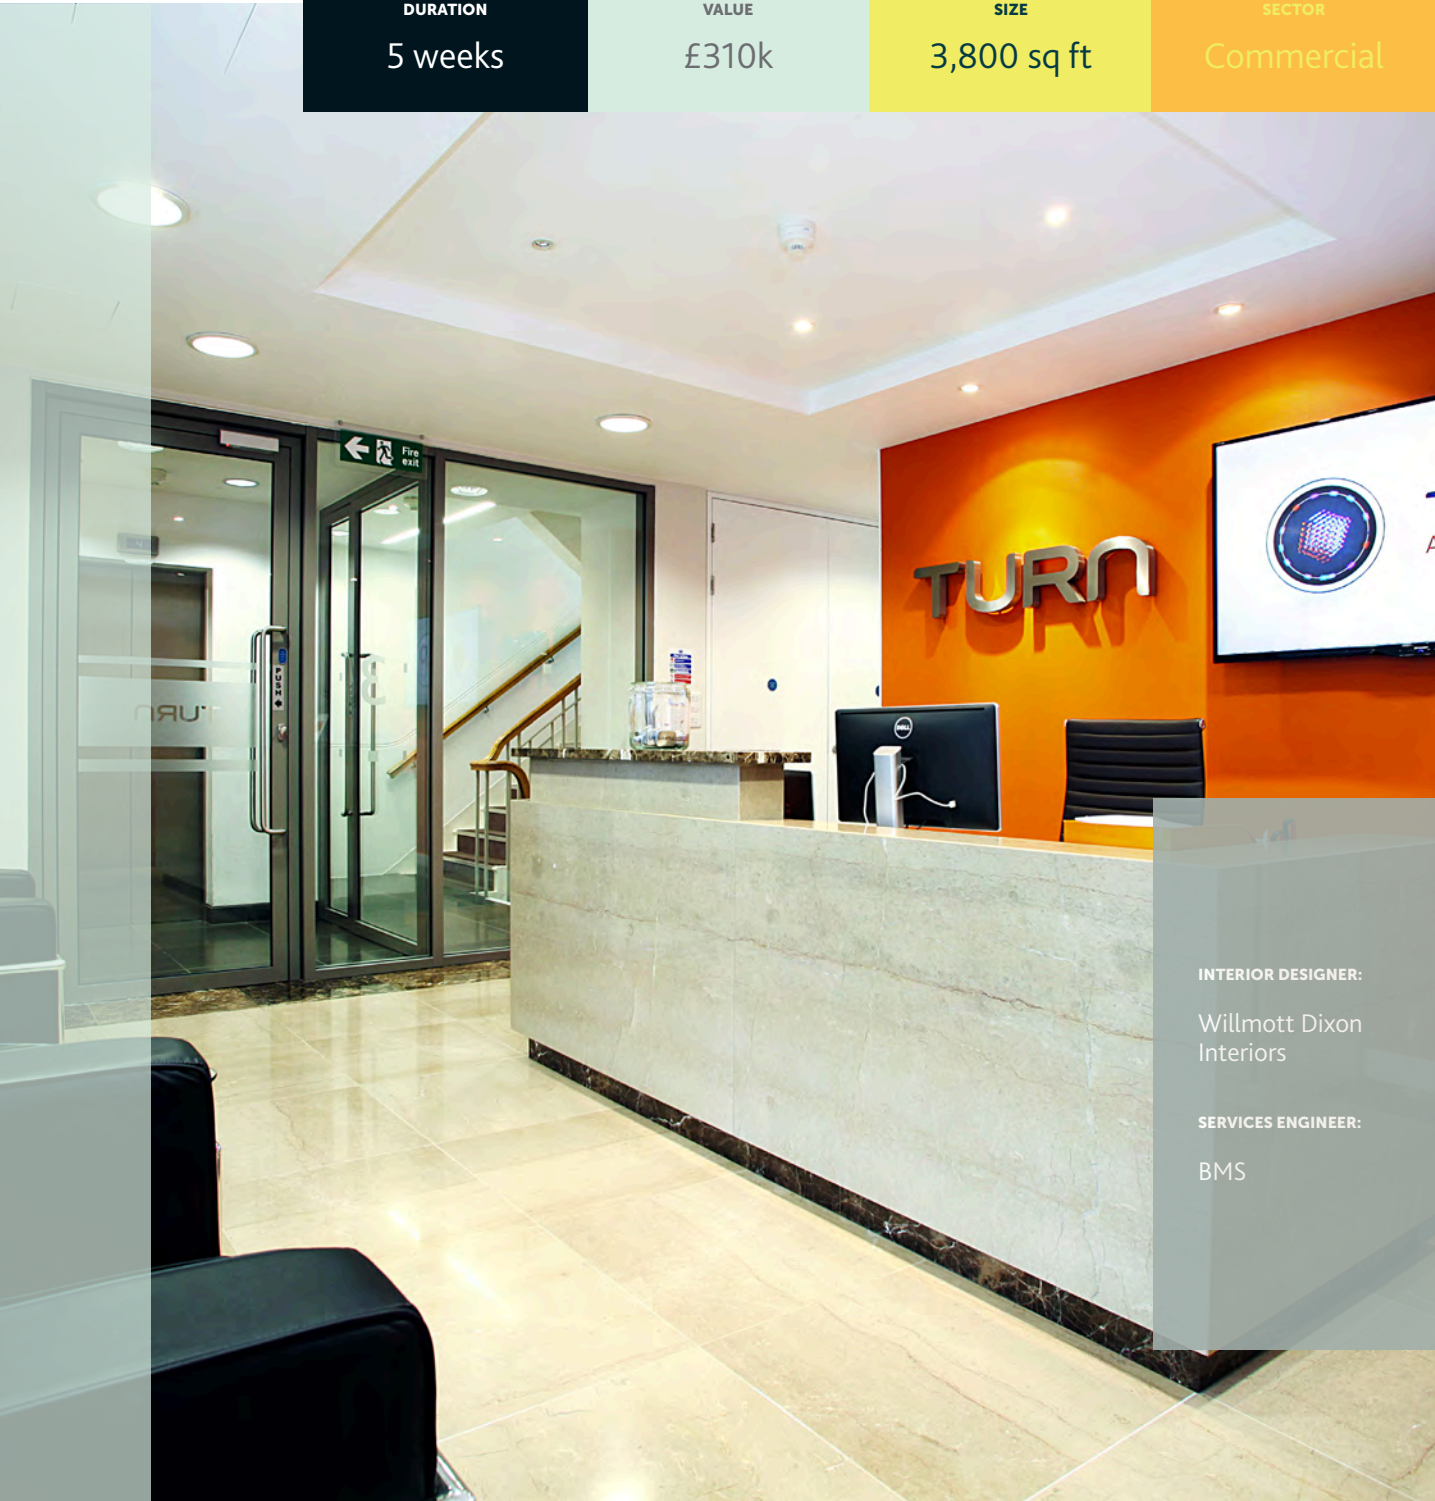 DURATION
5 weeks
VALUE
£310k
SIZE
3,800 sq ft
SECTOR
Commercial
Fire
exit
TURN
PUSH
TURN
DELL
INTERIOR DESIGNER:
Willmott Dixon
Interiors
SERVICES ENGINEER:
BMS